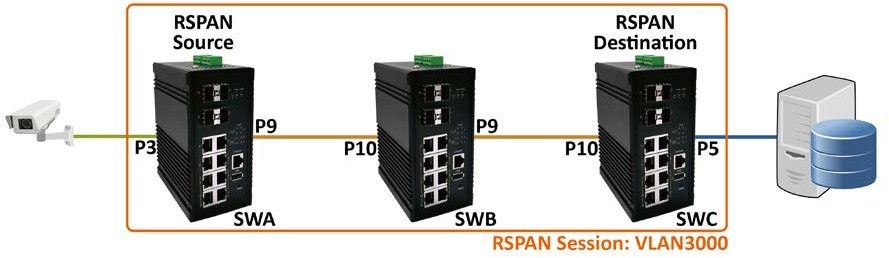 RSPAN
Source
RSPAN
Destination
P3
P9
P10
P9
P10
P5
SWA
SWB
SWC
RSPAN Session: VLAN3000